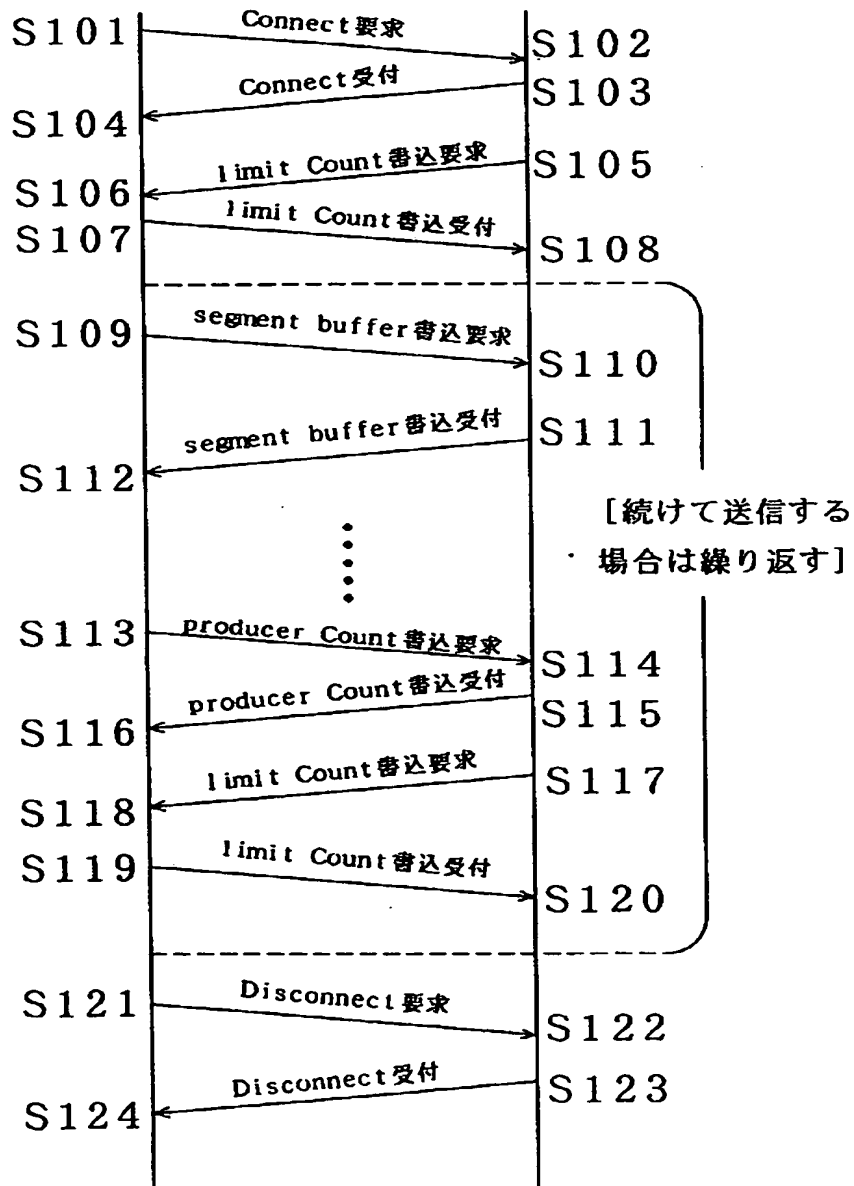 S101
Connect要求
S102
Connect受付
S103
S104
limit Count書込要求
S105
S106
limit Count書込受付
S107
S108
segment buffer書込要求
S109
S110
segment buffer書込受付
S111
S112
[続けて送信する
場合は繰り返す]
S113
producer Count書込要求
S114
producer Count書込受付
S115
S116
limit Count書込要求
S117
S118
limit Count書込受付
S119
S120
Disconnect要求
S121
S122
Disconnect受付
S123
S124